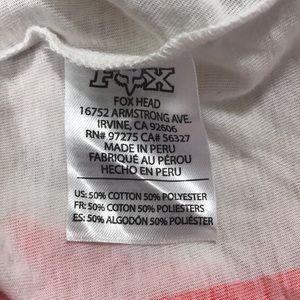 FOX
FOX HEAD
16752 ARMSTRONG AVE.
IRVINE, CA 92606
RN# 97275 CA# 56327
MADE IN PERU
FABRIQUÉ AU PÉROU
HECHO EN PERU
US: 50% COTTON 50% POLYESTER
FR: 50% COTON 50% POLIESTERS
ES: 50% ALGODÓN 50% POLIÉSTER